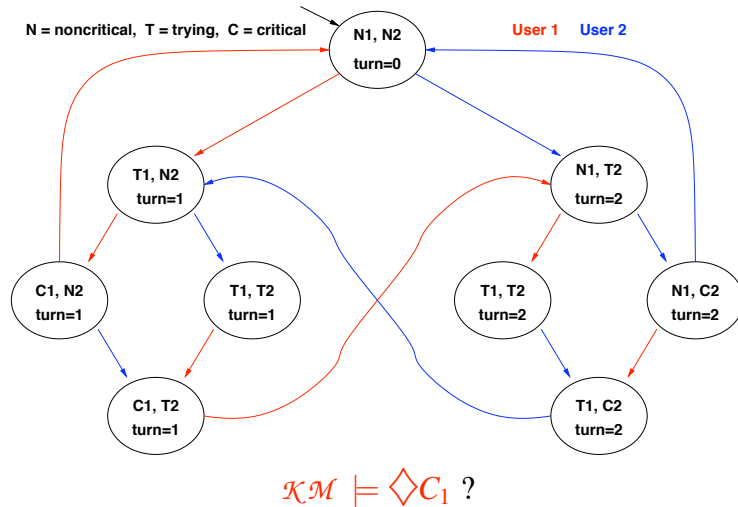 N = noncritical, T = trying, C = critical
N1, N2
turn=0
User 1 User 2
T1, N2
turn=1
N1, T2
turn=2
C1, N2
turn=1
T1, T2
turn=1
T1, T2
turn=2
N1, C2
turn=2
C1, T2
turn=1
T1, C2
turn=2
𝒦ℳ ⊨ ◇C₁ ?